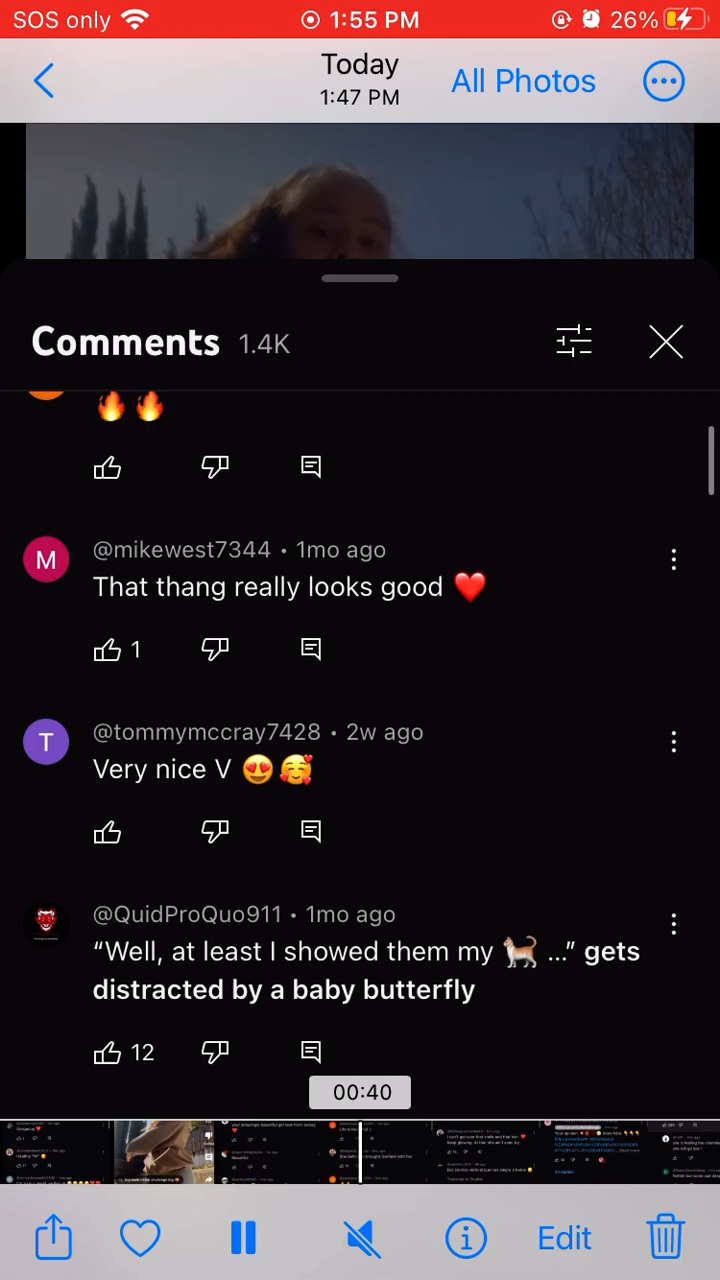 SOS only 1:55 PM 26%
Today
1:47 PM
All Photos
Comments 1.4K
@mikewest7344 • 1mo ago
That thang really looks good ❤️
1
@tommymccray7428 • 2w ago
Very nice V 😍🥰
@QuidProQuo911 • 1mo ago
“Well, at least I showed them my 🐈 ...” gets
distracted by a baby butterfly
12
00:40
Edit